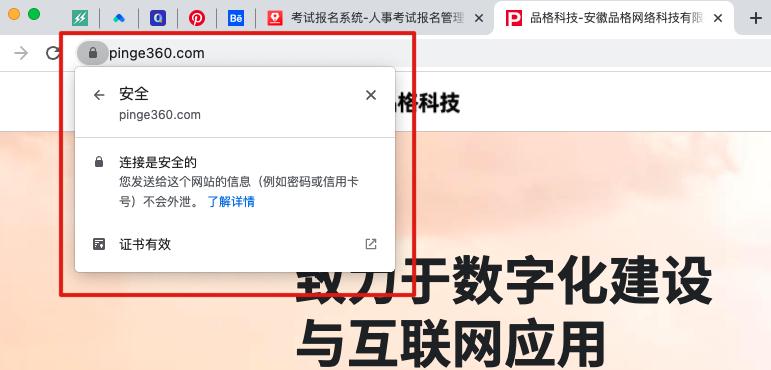 考试报名系统-人事考试报名管理
品格科技-安徽品格网络科技有限
pinge360.com
安全
pinge360.com
格科技
连接是安全的
您发送给这个网站的信息（例如密码或信用卡
号）不会外泄。 了解详情
证书有效
致力于数字化建设
与互联网应用